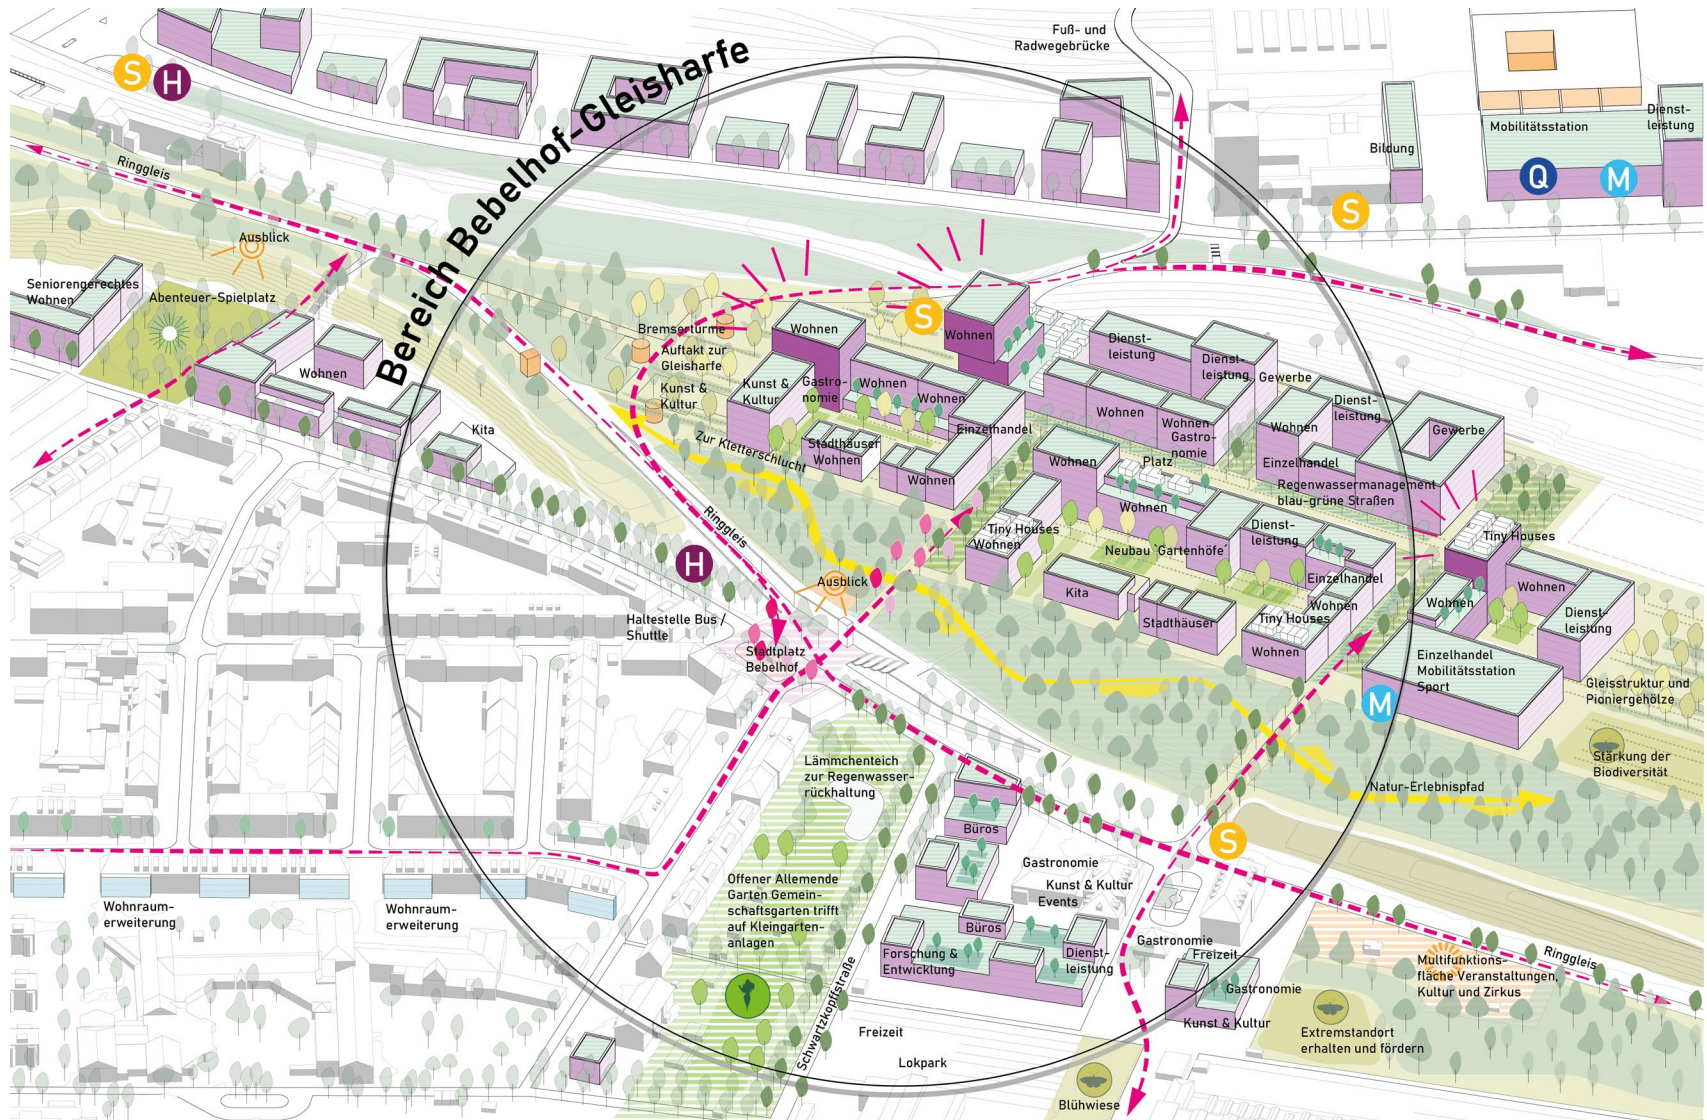 Bereich Bebelhof-Gleisharfe
Fuß- und
Radwegebrücke
S
H
Ringgleis
Ausblick
Seniorengerechtes
Wohnen
Abenteuer-Spielplatz
Wohnen
Kita
Mobilitätsstation
Dienst-
leistung
Bildung
Q
M
S
Bremsertürme
Auftakt zur
Gleisharfe
Kunst &
Kultur
Zur Kletterschlucht
Ringgleis
Wohnen
S
Wohnen
Kunst &
Kultur
Gastro-
nomie
Wohnen
Wohnen
Einzelhandel
Stadthäuser
Wohnen
Wohnen
Dienst-
leistung
Dienst-
leistung
Gewerbe
Wohnen
Wohnen
Gastro-
nomie
Dienst-
leistung
Wohnen
Gewerbe
Einzelhandel
Regenwassermanagement
blau-grüne Straßen
Wohnen
Platz
Wohnen
Tiny Houses
Wohnen
Dienst-
leistung
Neubau 'Gartenhöfe'
Einzelhandel
Wohnen
Tiny Houses
Wohnen
Kita
Stadthäuser
Tiny Houses
Wohnen
Wohnen
Dienst-
leistung
Einzelhandel
Mobilitätsstation
Sport
M
Gleisstruktur und
Pioniergehölze
Stärkung der
Biodiversität
Natur-Erlebnispfad
H
Ausblick
Haltestelle Bus /
Shuttle
Stadtplatz
Bebelhof
Lämmchenteich
zur Regenwasser-
rückhaltung
Offener Allemende
Garten Gemein-
schaftsgarten trifft
auf Kleingarten-
anlagen
Schwartzkopffstraße
Wohnraum-
erweiterung
Wohnraum-
erweiterung
Büros
Gastronomie
Kunst & Kultur
Events
Büros
Forschung &
Entwicklung
Dienst-
leistung
S
Gastronomie
Freizeit
Gastronomie
Kunst & Kultur
Freizeit
Lokpark
Blühwiese
Multifunktions-
fläche Veranstaltungen,
Kultur und Zirkus
Ringgleis
Extremstandort
erhalten und fördern